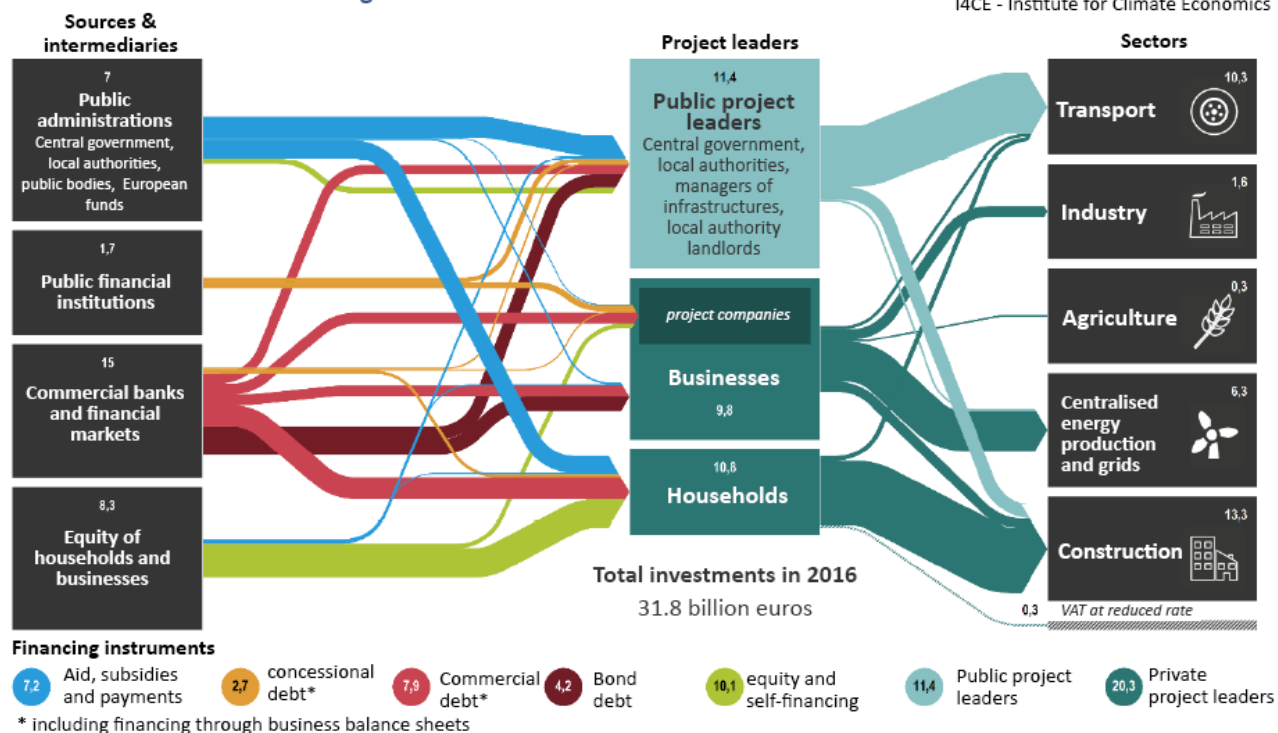 I4CE - Institute for Climate Economics
Sources &
intermediaries
Project leaders
Sectors
7
Public
administrations
Central government,
local authorities,
public bodies, European
funds
1,7
Public financial
institutions
15
Commercial banks
and financial
markets
8,3
Equity of
households and
businesses
11,4
Public project
leaders
Central government,
local authorities,
managers of
infrastructures,
local authority
landlords
project companies
Businesses
9,8
10,8
Households
Total investments in 2016
31.8 billion euros
10,3
Transport
1,6
Industry
0,3
Agriculture
6,3
Centralised
energy
production
and grids
13,3
Construction
0,3 VAT at reduced rate
Financing instruments
7,2 Aid, subsidies
and payments
2,7 concessional
debt*
7,9 Commercial
debt*
4,2 Bond
debt
10,1 equity and
self-financing
11,4 Public project
leaders
20,3 Private
project leaders
* including financing through business balance sheets